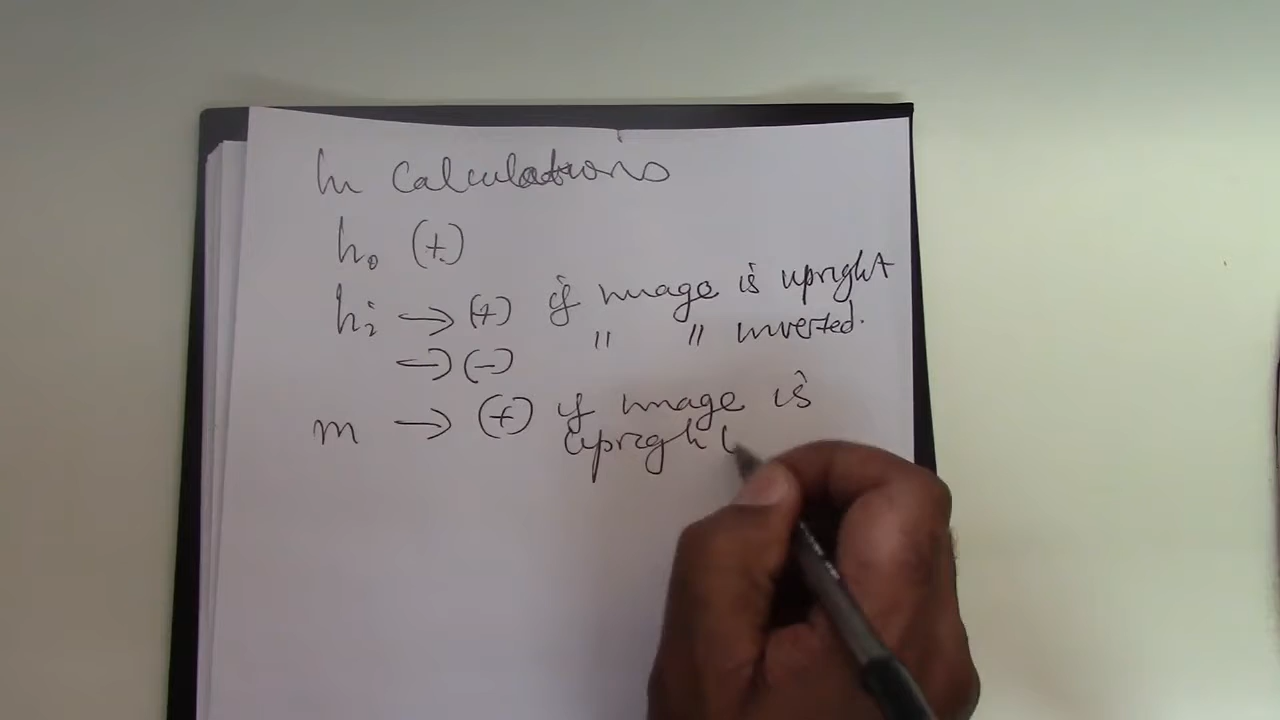 In calculations
h₀ (+)
hᵢ → (+) if image is upright
→ (-) " " inverted.
m → (+) if image is
upright